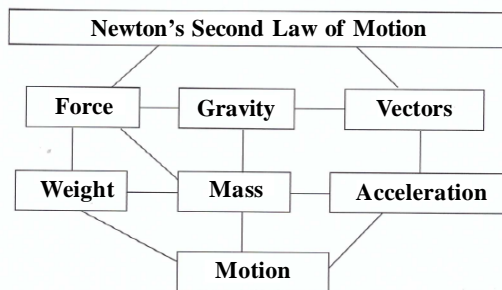 Newton's Second Law of Motion
Force Gravity Vectors
Weight Mass Acceleration
Motion